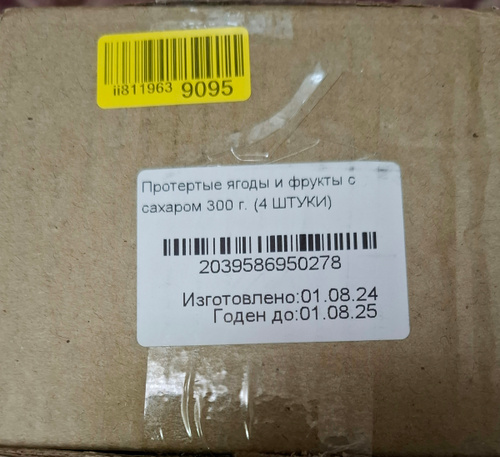 ii811963 9095
Протертые ягоды и фрукты с
сахаром 300 г. (4 ШТУКИ)
2039586950278
Изготовлено:01.08.24
Годен до:01.08.25